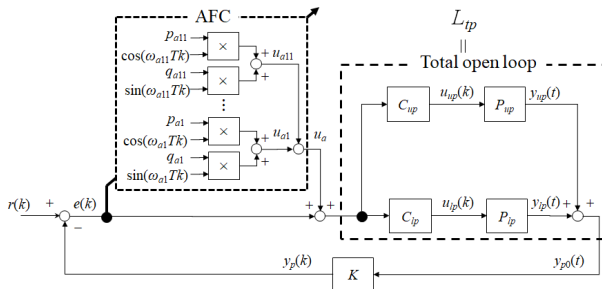 AFC
L_tp
=
Total open loop
p_a11
×
cos(ω_a11Tk)
+ u_a11
q_a11
×
+
sin(ω_a11Tk)
⋮
p_a1
×
cos(ω_a1Tk)
+ u_a1
u_a
q_a1
×
+
sin(ω_a1Tk)
C_up
u_up(k)
P_up
y_up(t)
r(k)
+
e(k)
−
+
+
C_lp
u_lp(k)
P_lp
y_lp(t)
+
+
y_p(k)
K
y_p0(t)